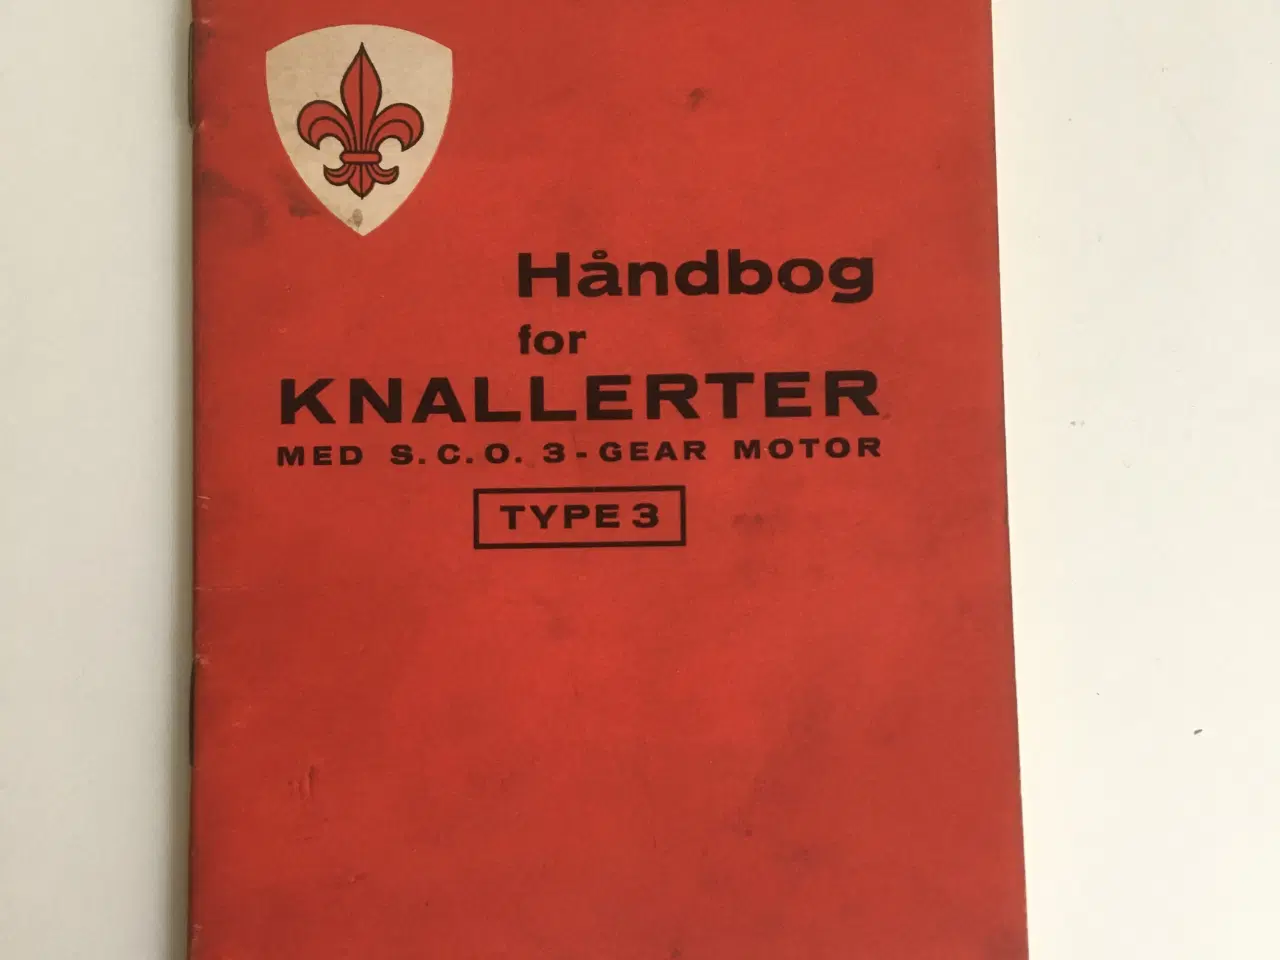 Håndbog
for
KNALLERTER
MED S.C.O. 3-GEAR MOTOR
TYPE 3